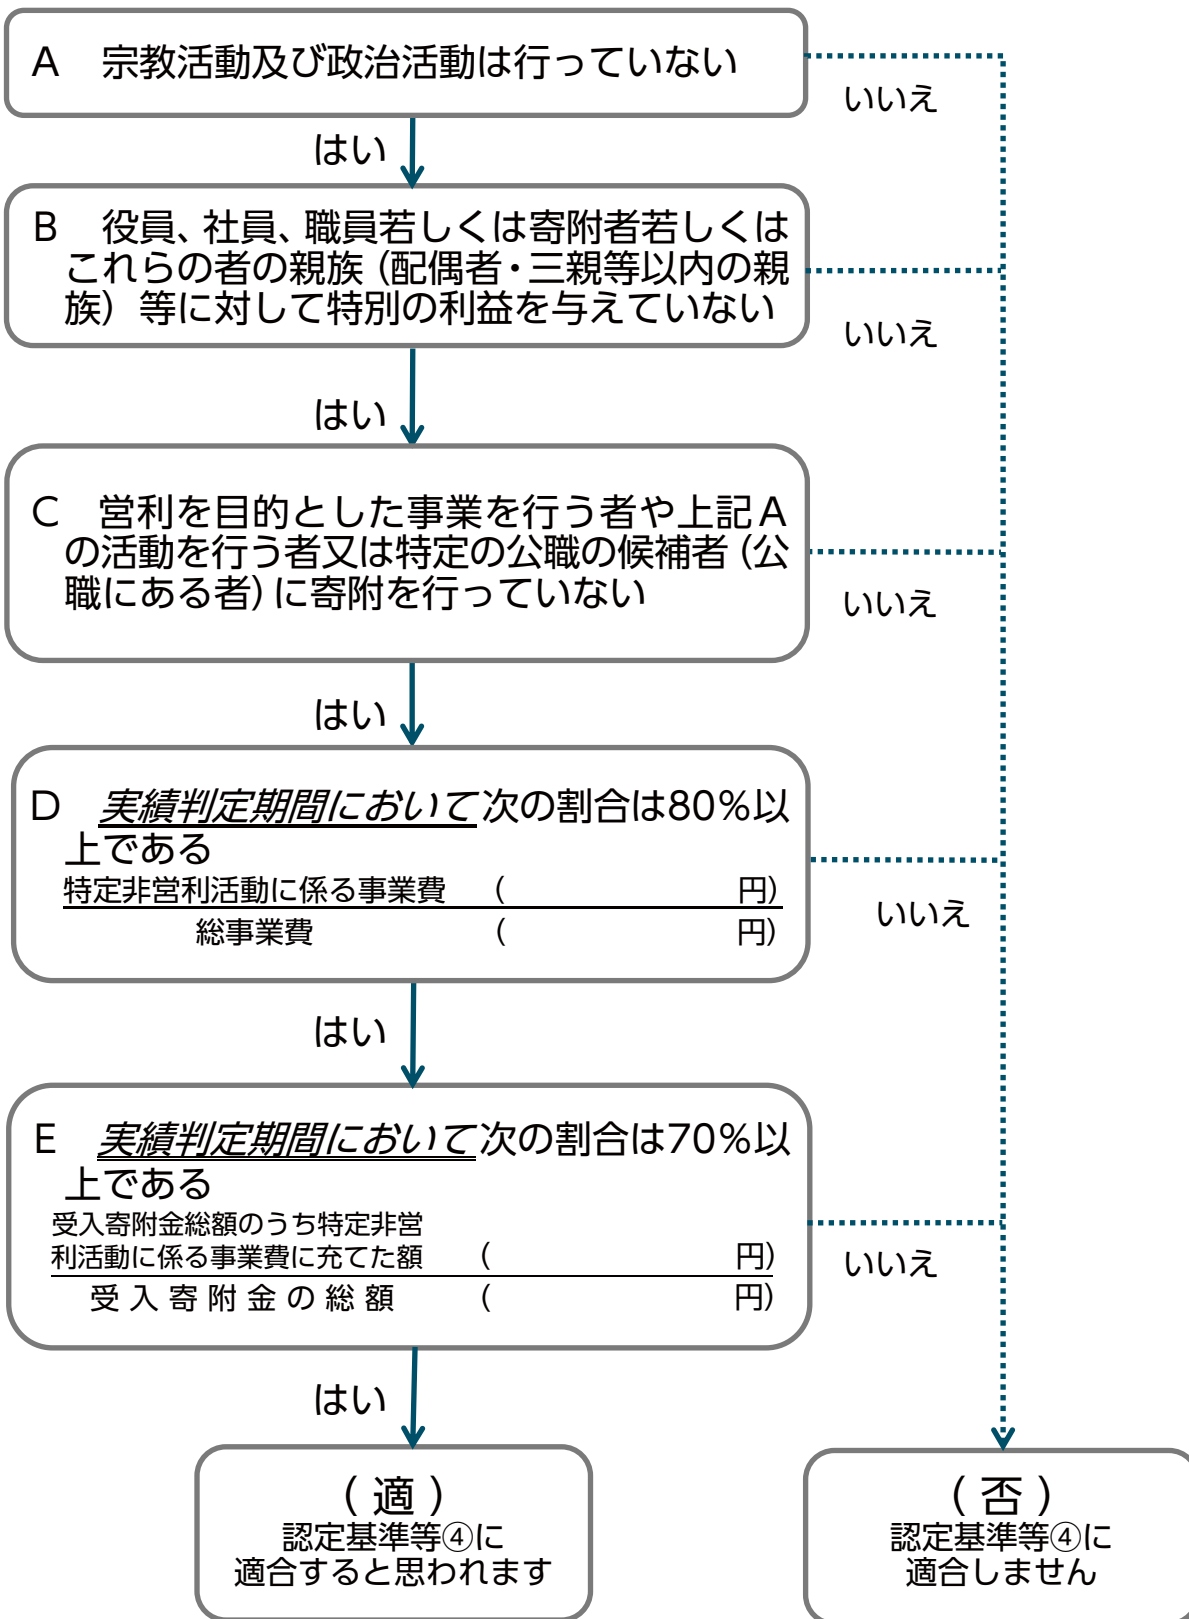 A 宗教活動及び政治活動は行っていない
いいえ
はい
B 役員、社員、職員若しくは寄附者若しくは
これらの者の親族（配偶者・三親等以内の親
族）等に対して特別の利益を与えていない
いいえ
はい
C 営利を目的とした事業を行う者や上記A
の活動を行う者又は特定の公職の候補者（公
職にある者）に寄附を行っていない
いいえ
はい
D 実績判定期間において次の割合は80％以
上である
特定非営利活動に係る事業費 （ 円）
総事業費 （ 円）
いいえ
はい
E 実績判定期間において次の割合は70％以
上である
受入寄附金総額のうち特定非営
利活動に係る事業費に充てた額 （ 円）
受入寄附金の総額 （ 円）
いいえ
はい
（適）
認定基準等④に
適合すると思われます
（否）
認定基準等④に
適合しません